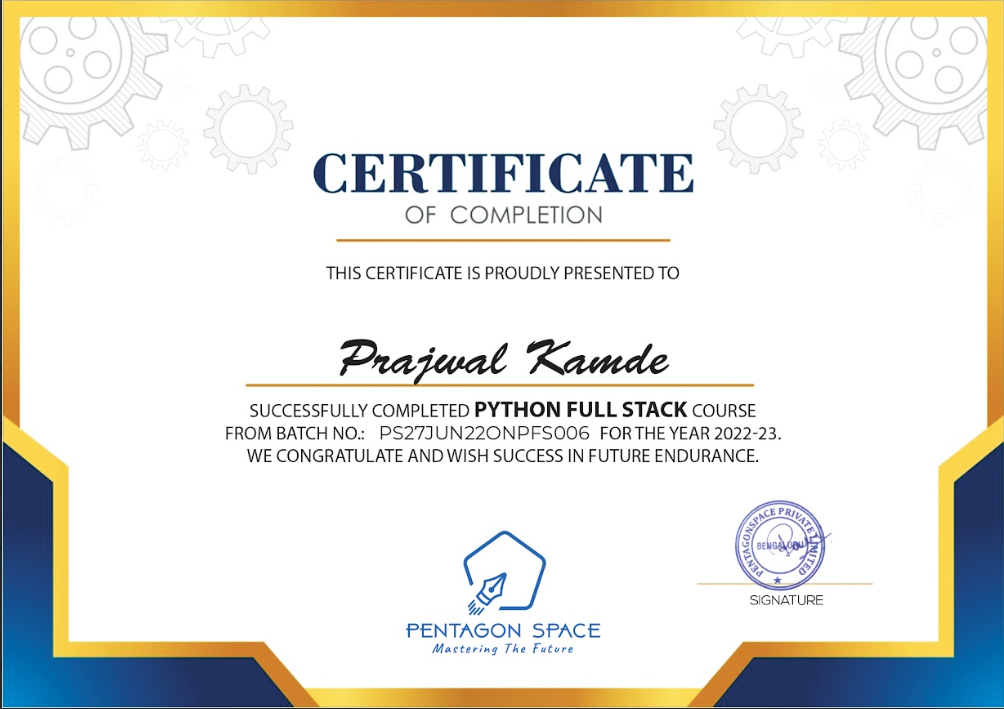 CERTIFICATE
OF COMPLETION
THIS CERTIFICATE IS PROUDLY PRESENTED TO
Prajwal Kamde
SUCCESSFULLY COMPLETED PYTHON FULL STACK COURSE
FROM BATCH NO.: PS27JUN22ONPFS006 FOR THE YEAR 2022-23.
WE CONGRATULATE AND WISH SUCCESS IN FUTURE ENDURANCE.
PENTAGONSPACE PRIVATE LIMITED
BENGALURU
SIGNATURE
PENTAGON SPACE
Mastering The Future